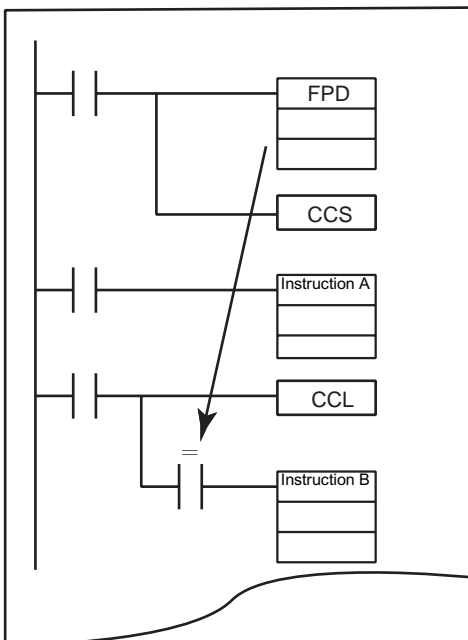 FPD
CCS
Instruction A
CCL
=
Instruction B